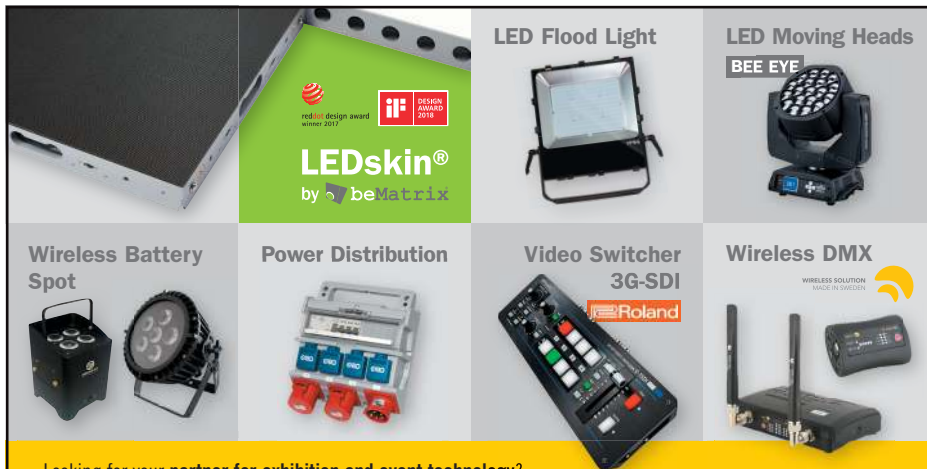 LED Flood Light
LED Moving Heads
BEE EYE
reddot design award
winner 2017
iF
DESIGN
AWARD
2018
LEDskin®
by beMatrix
Wireless Battery
Spot
Power Distribution
Video Switcher
3G-SDI
Roland
Wireless DMX
WIRELESS SOLUTION
MADE IN SWEDEN
Looking for your partner for exhibition and event technology?